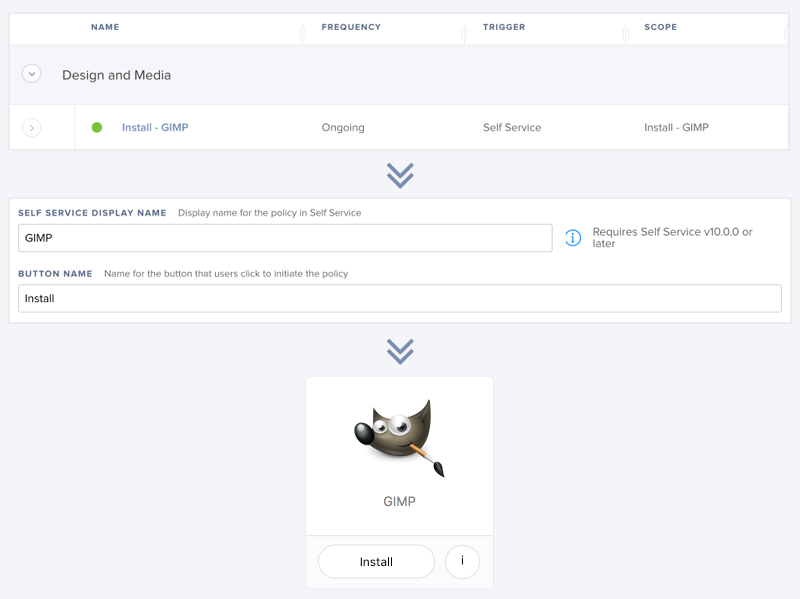 NAME FREQUENCY TRIGGER SCOPE
Design and Media
Install - GIMP Ongoing Self Service Install - GIMP
SELF SERVICE DISPLAY NAME Display name for the policy in Self Service
GIMP
Requires Self Service v10.0.0 or
later
BUTTON NAME Name for the button that users click to initiate the policy
Install
GIMP
Install i